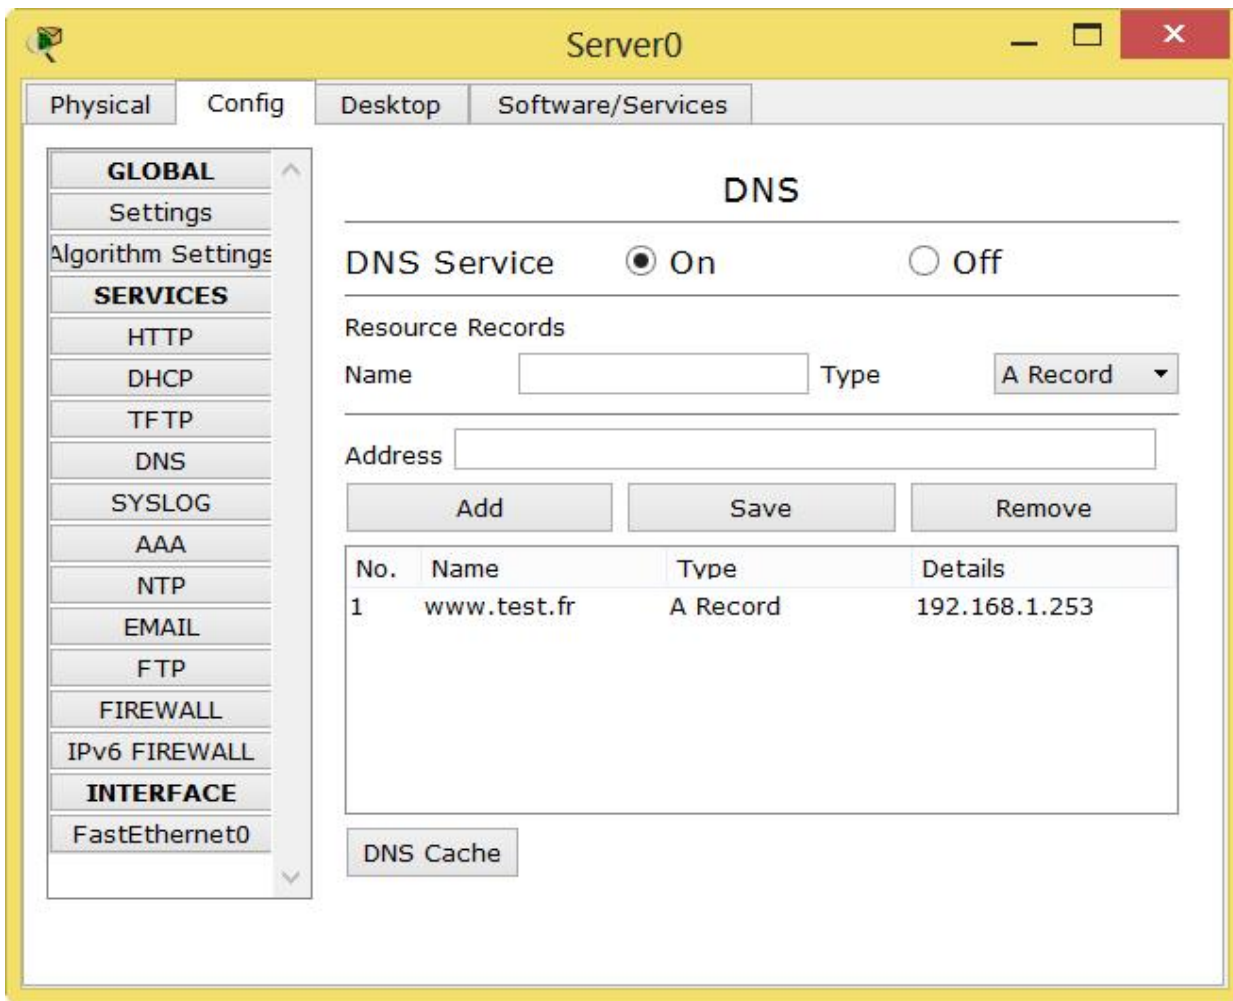 Server0
Physical Config Desktop Software/Services
GLOBAL
Settings
Algorithm Settings
SERVICES
HTTP
DHCP
TFTP
DNS
SYSLOG
AAA
NTP
EMAIL
FTP
FIREWALL
IPv6 FIREWALL
INTERFACE
FastEthernet0
DNS
DNS Service On Off
Resource Records
Name Type A Record
Address
Add Save Remove
No. Name Type Details
1 www.test.fr A Record 192.168.1.253
DNS Cache